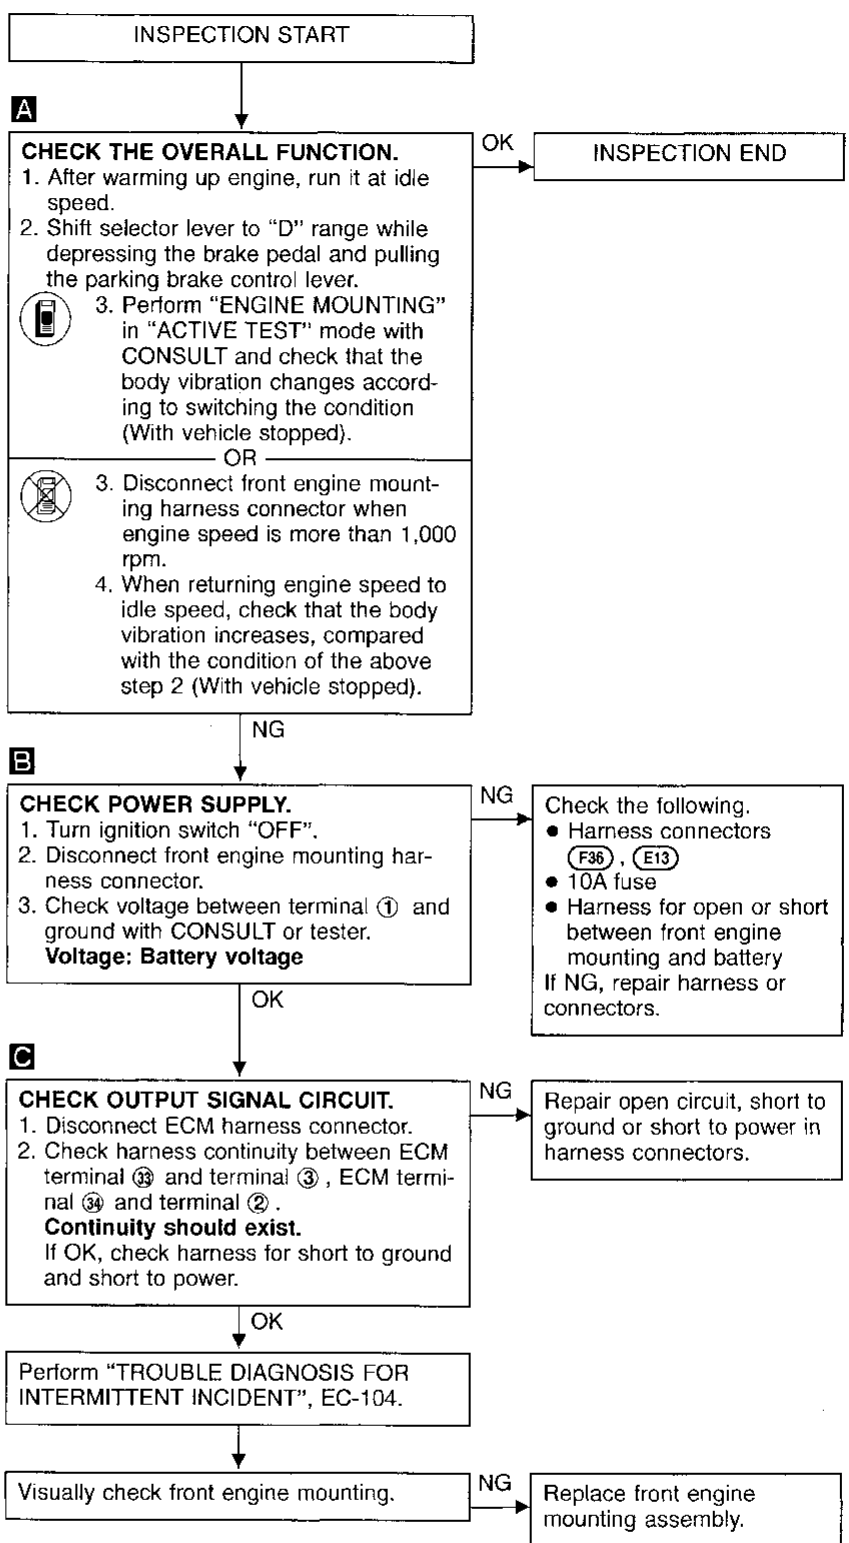 INSPECTION START
A
CHECK THE OVERALL FUNCTION.
1. After warming up engine, run it at idle
speed.
2. Shift selector lever to “D” range while
depressing the brake pedal and pulling
the parking brake control lever.
3. Perform “ENGINE MOUNTING”
in “ACTIVE TEST” mode with
CONSULT and check that the
body vibration changes accord-
ing to switching the condition
(With vehicle stopped).
OR
3. Disconnect front engine mount-
ing harness connector when
engine speed is more than 1,000
rpm.
4. When returning engine speed to
idle speed, check that the body
vibration increases, compared
with the condition of the above
step 2 (With vehicle stopped).
OK
INSPECTION END
NG
B
CHECK POWER SUPPLY.
1. Turn ignition switch “OFF”.
2. Disconnect front engine mounting har-
ness connector.
3. Check voltage between terminal ① and
ground with CONSULT or tester.
Voltage: Battery voltage
NG
Check the following.
● Harness connectors
F36 , E13
● 10A fuse
● Harness for open or short
between front engine
mounting and battery
If NG, repair harness or
connectors.
OK
C
CHECK OUTPUT SIGNAL CIRCUIT.
1. Disconnect ECM harness connector.
2. Check harness continuity between ECM
terminal ㉝ and terminal ③ , ECM termi-
nal ㉞ and terminal ② .
Continuity should exist.
If OK, check harness for short to ground
and short to power.
NG
Repair open circuit, short to
ground or short to power in
harness connectors.
OK
Perform “TROUBLE DIAGNOSIS FOR
INTERMITTENT INCIDENT”, EC-104.
Visually check front engine mounting.
NG
Replace front engine
mounting assembly.